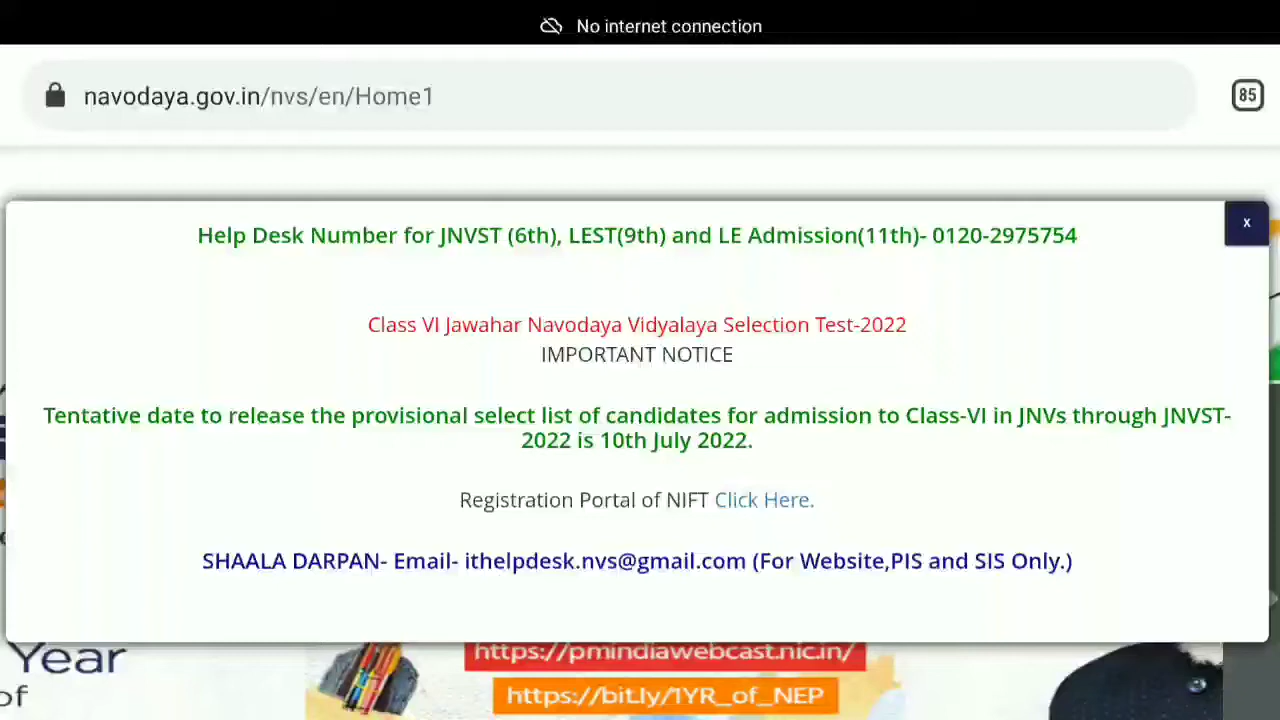 No internet connection
navodaya.gov.in/nvs/en/Home1
85
x
Help Desk Number for JNVST (6th), LEST(9th) and LE Admission(11th)- 0120-2975754
Class VI Jawahar Navodaya Vidyalaya Selection Test-2022
IMPORTANT NOTICE
Tentative date to release the provisional select list of candidates for admission to Class-VI in JNVs through JNVST-
2022 is 10th July 2022.
Registration Portal of NIFT Click Here.
SHAALA DARPAN- Email- ithelpdesk.nvs@gmail.com (For Website,PIS and SIS Only.)
Year
of
https://pmindiawebcast.nic.in/
https://bit.ly/1YR_of_NEP